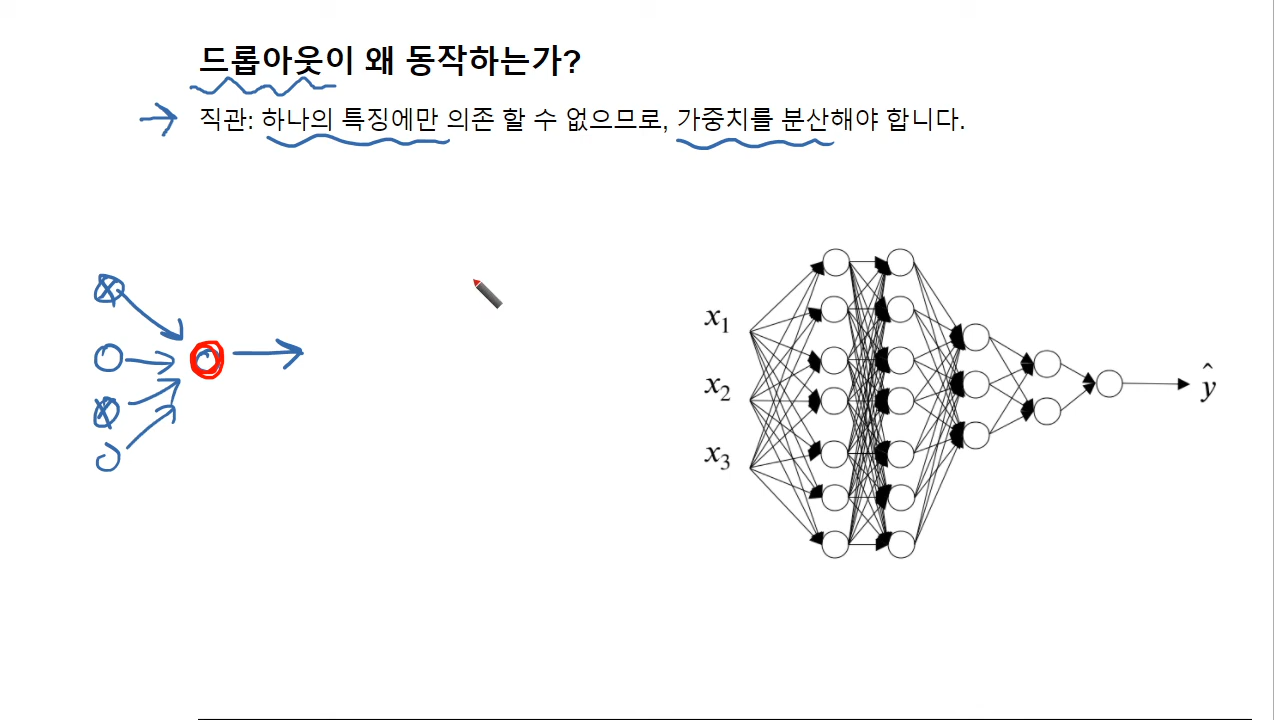 드롭아웃이 왜 동작하는가?
직관: 하나의 특징에만 의존 할 수 없으므로, 가중치를 분산해야 합니다.
x₁
x₂
x₃
ŷ